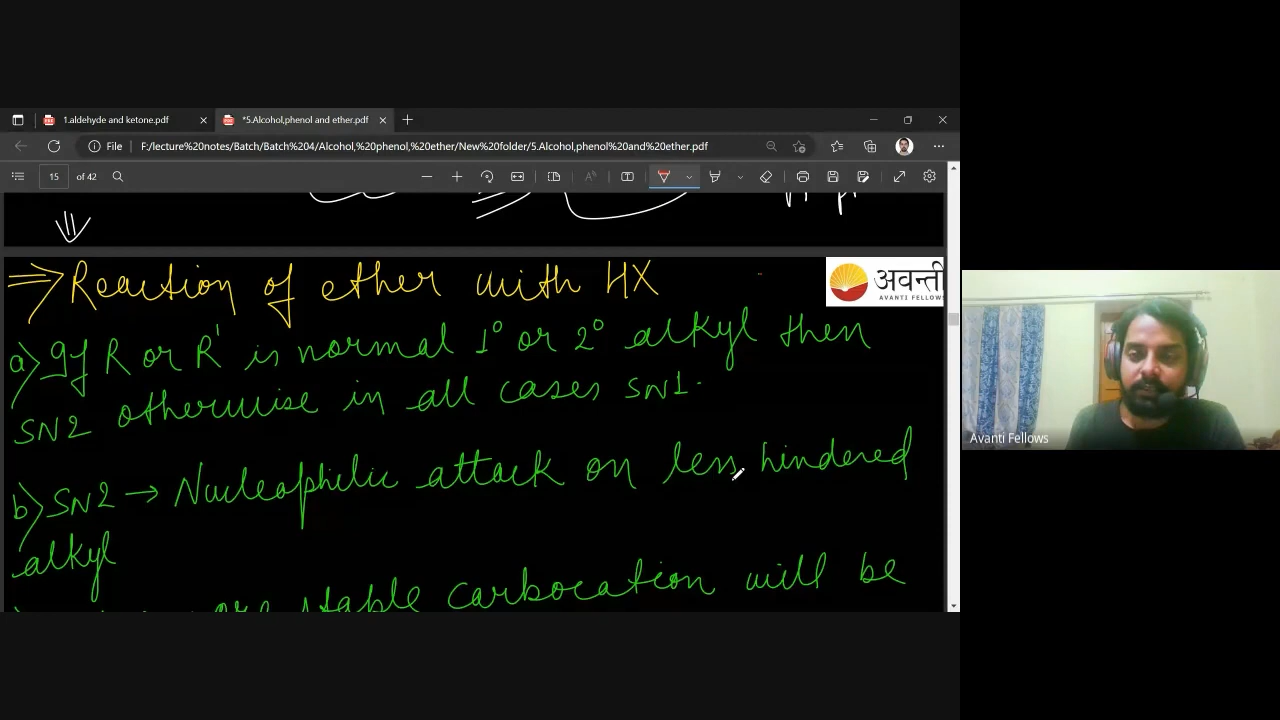 1.aldehyde and ketone.pdf
*5.Alcohol,phenol and ether.pdf
File
F:/lecture%20notes/Batch/Batch%204/Alcohol,%20phenol,%20ether/New%20folder/5.Alcohol,phenol%20and%20ether.pdf
15 of 42
⇒ Reaction of ether with HX
अवन्ती
AVANTI FELLOWS
a) If R or R' is normal 1° or 2° alkyl then
SN2 otherwise in all cases SN1.
b) SN2 → Nucleophilic attack on less hindered
alkyl
stable carbocation will be
Avanti Fellows